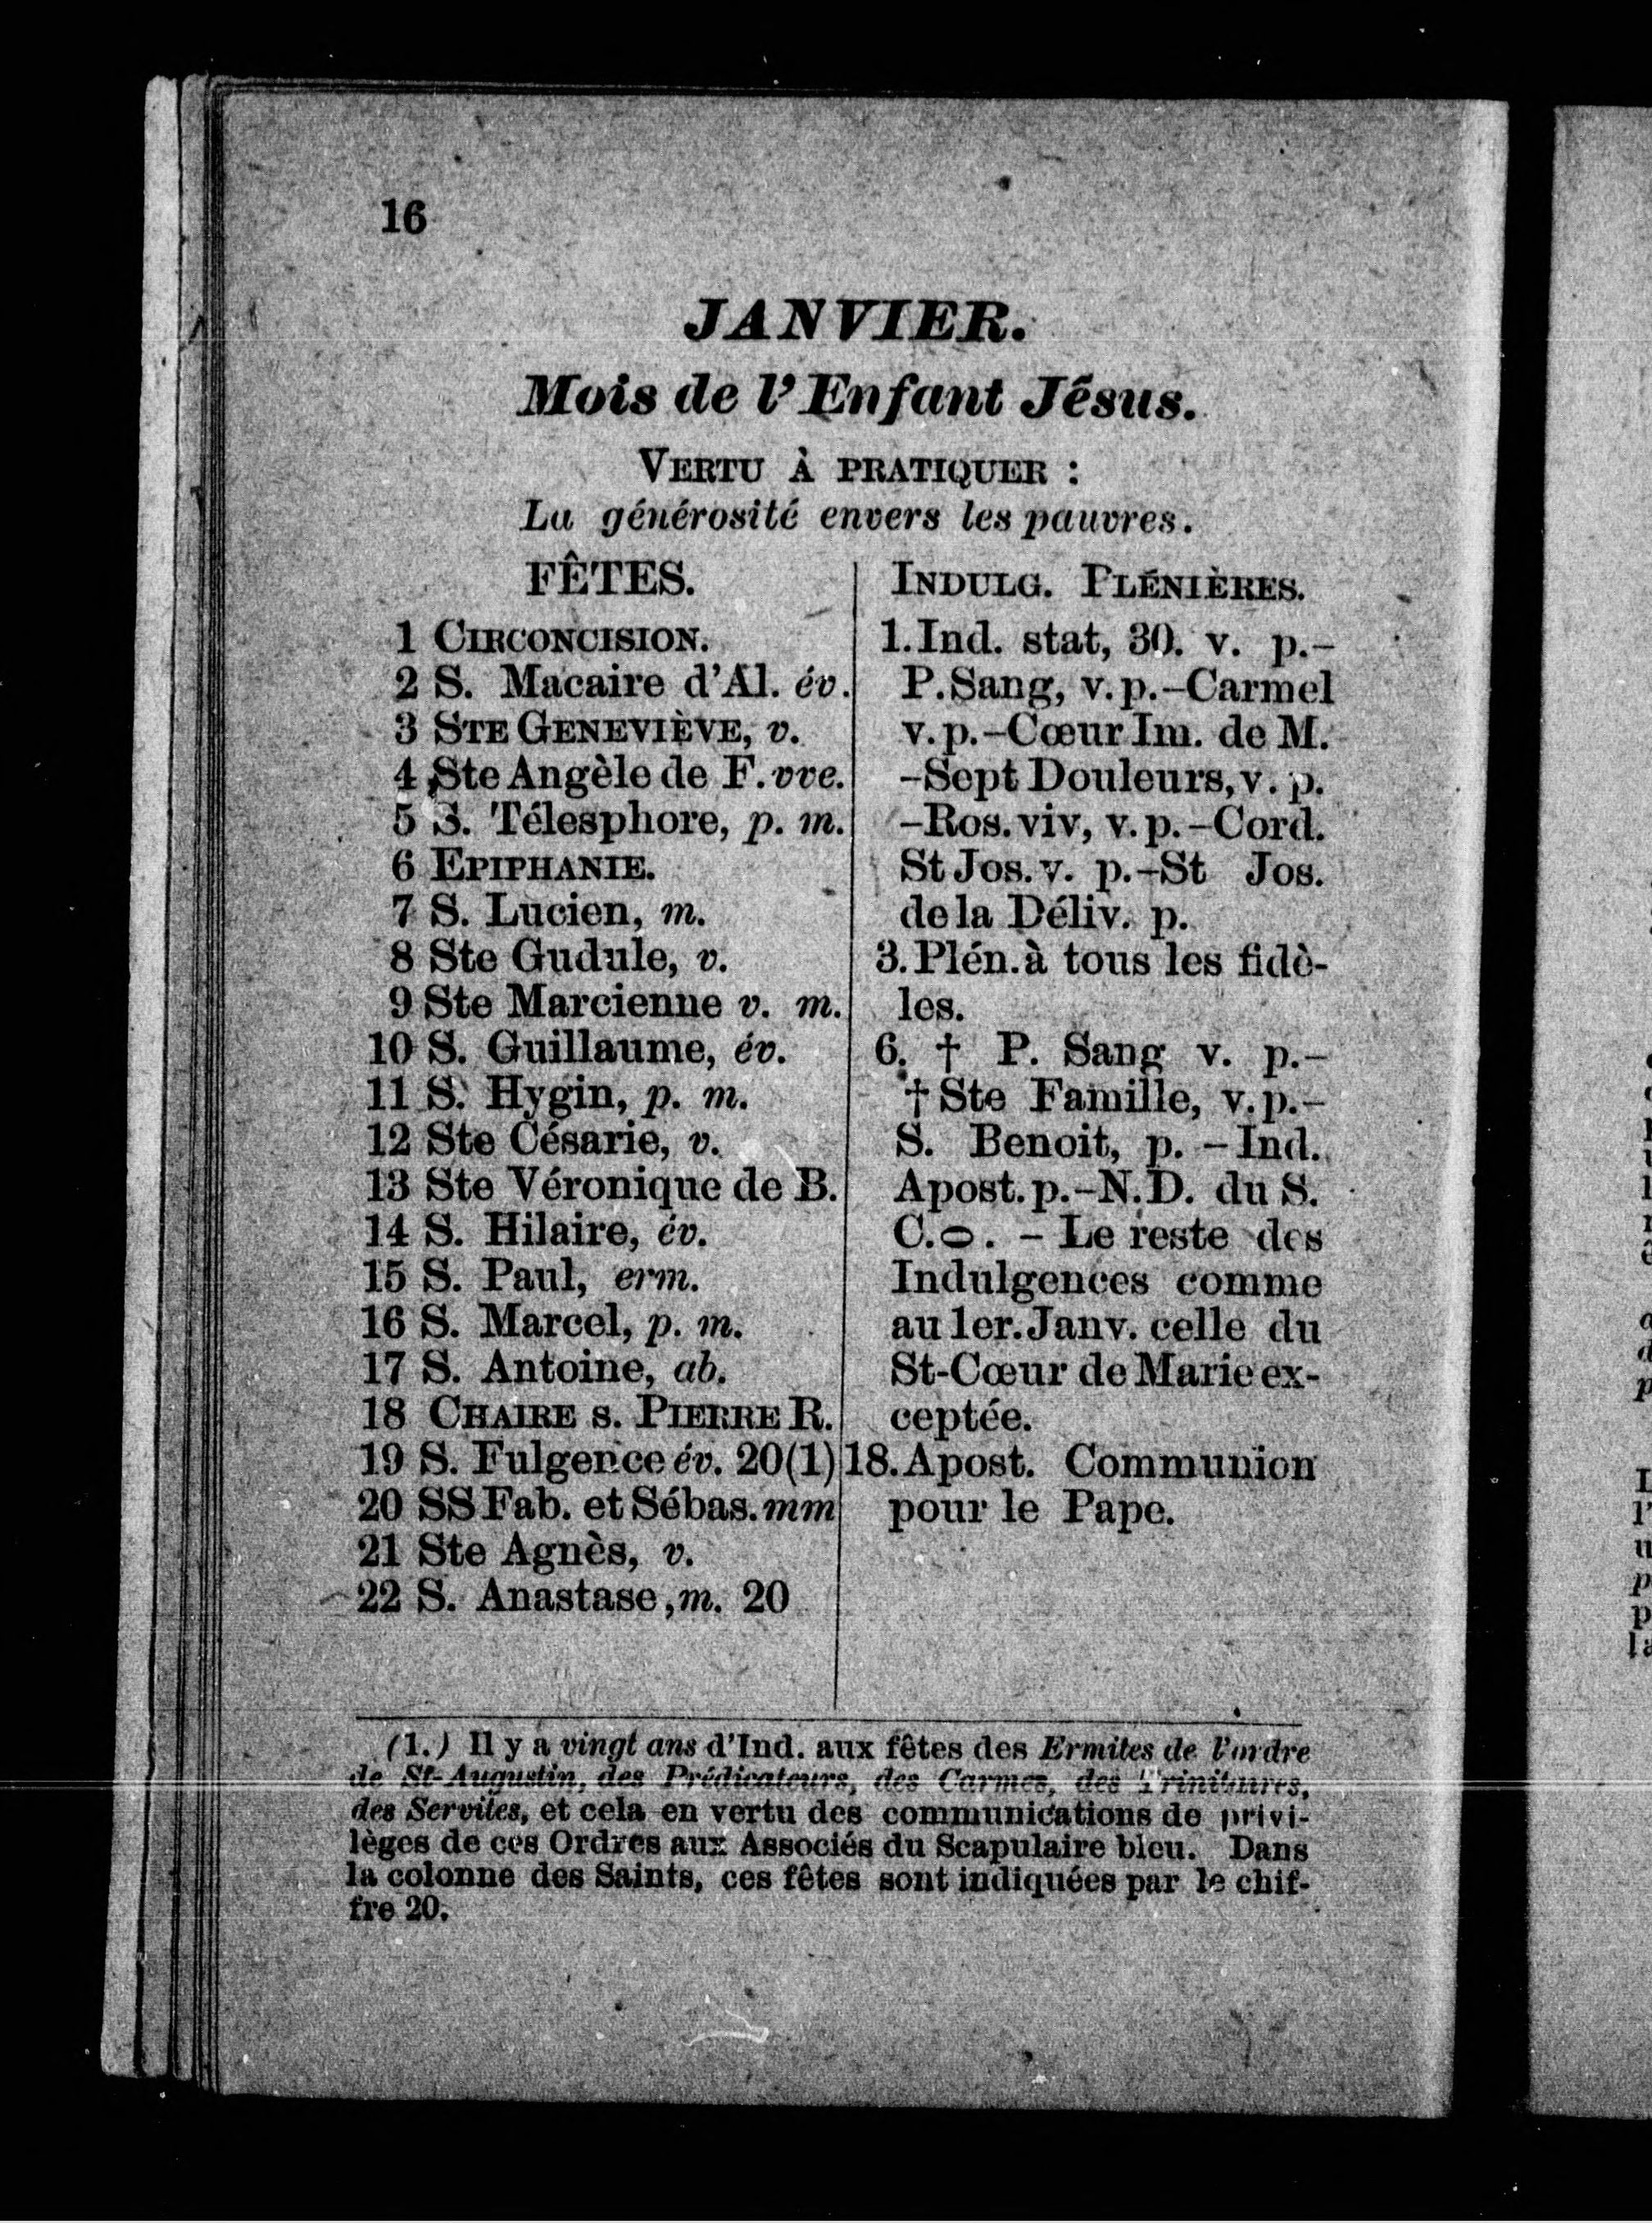 16
JANVIER.
Mois de l'Enfant Jésus.
VERTU À PRATIQUER :
La générosité envers les pauvres.
FÊTES.
1 CIRCONCISION.
2 S. Macaire d'Al. év.
3 STE GENEVIÈVE, v.
4 Ste Angèle de F. vve.
5 S. Télesphore, p. m.
6 EPIPHANIE.
7 S. Lucien, m.
8 Ste Gudule, v.
9 Ste Marcienne v. m.
10 S. Guillaume, év.
11 S. Hygin, p. m.
12 Ste Césarie, v.
13 Ste Véronique de B.
14 S. Hilaire, év.
15 S. Paul, erm.
16 S. Marcel, p. m.
17 S. Antoine, ab.
18 CHAIRE S. PIERRE R.
19 S. Fulgence év. 20(1)
20 SS Fab. et Sébas. mm
21 Ste Agnès, v.
22 S. Anastase, m. 20
INDULG. PLÉNIÈRES.
1. Ind. stat, 30. v. p.–
P. Sang, v. p.–Carmel
v. p.–Cœur Im. de M.
–Sept Douleurs, v. p.
–Ros. viv, v. p.–Cord.
St Jos. v. p.–St Jos.
de la Déliv. p.
3. Plén. à tous les fidè-
les.
6. † P. Sang v. p.–
† Ste Famille, v. p.–
S. Benoit, p. – Ind.
Apost. p.–N. D. du S.
C. . – Le reste des
Indulgences comme
au 1er. Janv. celle du
St-Cœur de Marie ex-
ceptée.
18. Apost. Communion
pour le Pape.
(1.) Il y a vingt ans d'Ind. aux fêtes des Ermites de l'ordre
de St-Augustin, des Prédicateurs, des Carmes, des Trinitaires,
des Servites, et cela en vertu des communications de privi-
lèges de ces Ordres aux Associés du Scapulaire bleu. Dans
la colonne des Saints, ces fêtes sont indiquées par le chif-
fre 20.